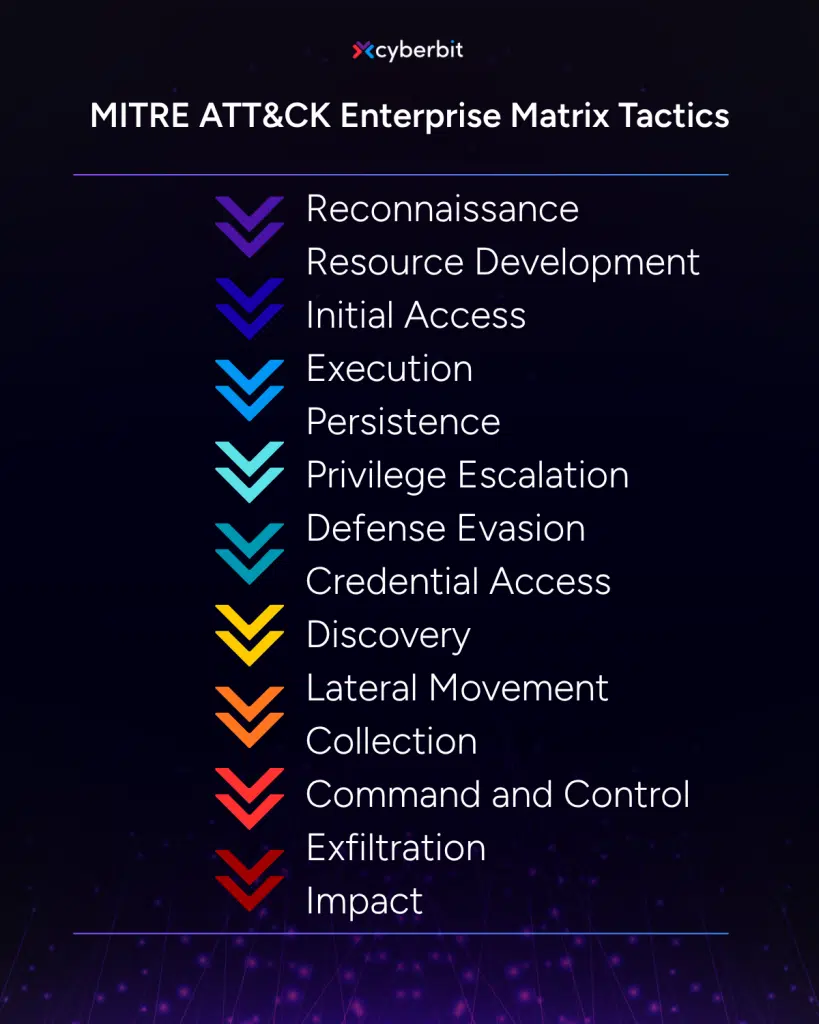 cyberbit
MITRE ATT&CK Enterprise Matrix Tactics
Reconnaissance
Resource Development
Initial Access
Execution
Persistence
Privilege Escalation
Defense Evasion
Credential Access
Discovery
Lateral Movement
Collection
Command and Control
Exfiltration
Impact